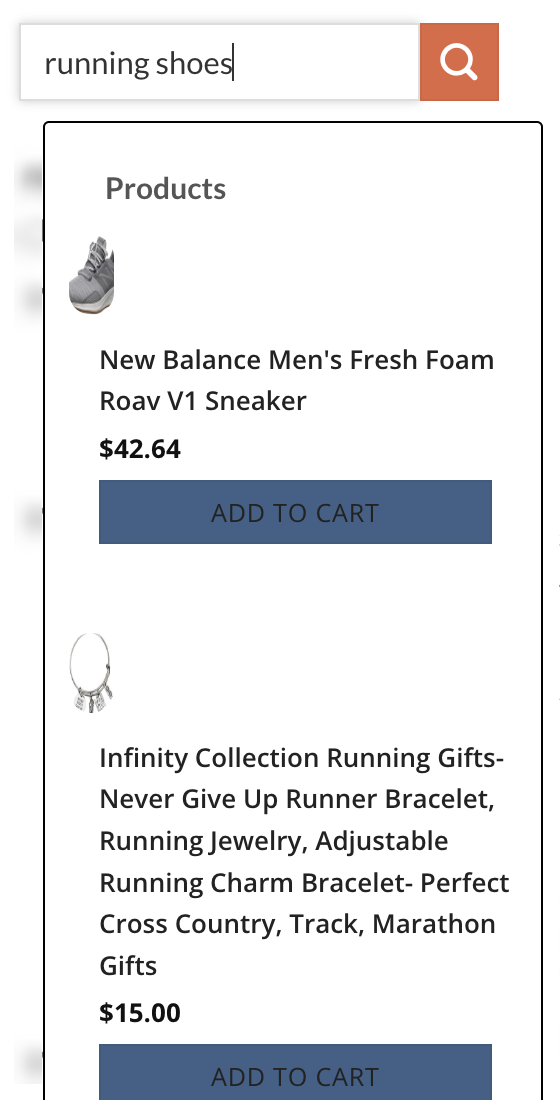 running shoes
Products
New Balance Men's Fresh Foam
Roav V1 Sneaker
$42.64
ADD TO CART
Infinity Collection Running Gifts-
Never Give Up Runner Bracelet,
Running Jewelry, Adjustable
Running Charm Bracelet- Perfect
Cross Country, Track, Marathon
Gifts
$15.00
ADD TO CART